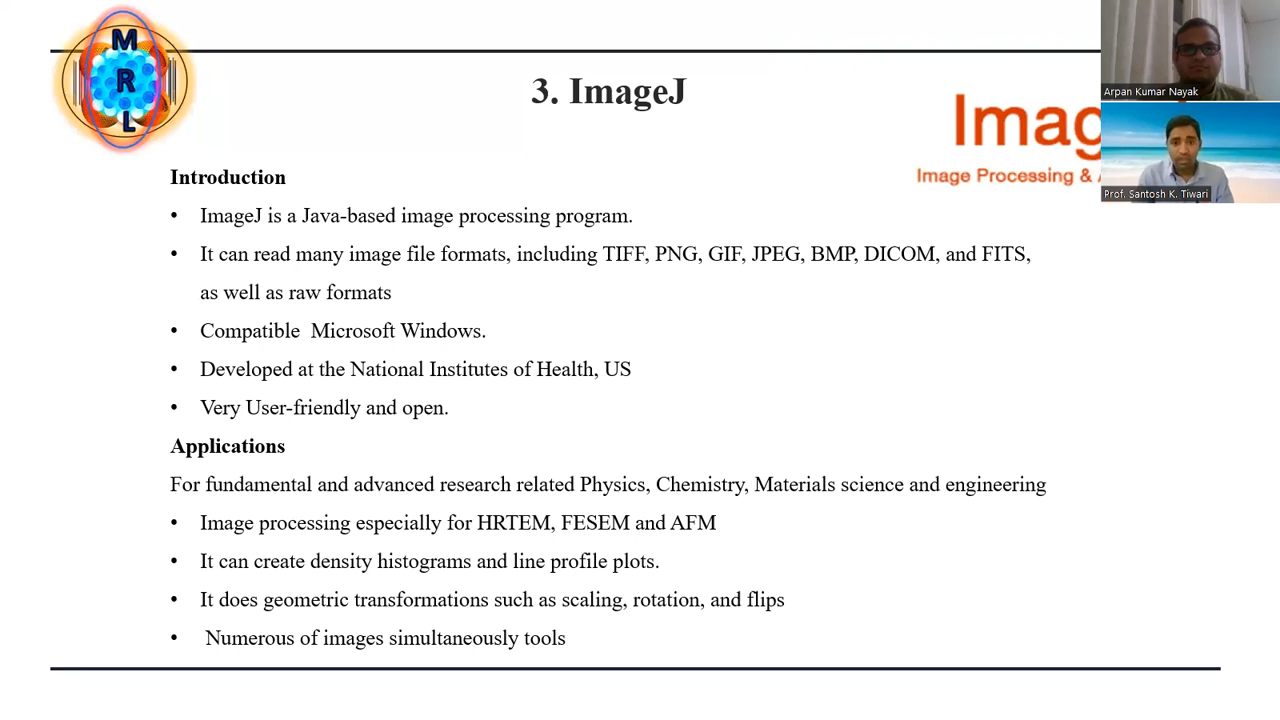 M
R
L
3. ImageJ
Imag
Image Processing &
Arpan Kumar Nayak
Prof. Santosh K. Tiwari
Introduction
• ImageJ is a Java-based image processing program.
• It can read many image file formats, including TIFF, PNG, GIF, JPEG, BMP, DICOM, and FITS,
as well as raw formats
• Compatible Microsoft Windows.
• Developed at the National Institutes of Health, US
• Very User-friendly and open.
Applications
For fundamental and advanced research related Physics, Chemistry, Materials science and engineering
• Image processing especially for HRTEM, FESEM and AFM
• It can create density histograms and line profile plots.
• It does geometric transformations such as scaling, rotation, and flips
• Numerous of images simultaneously tools